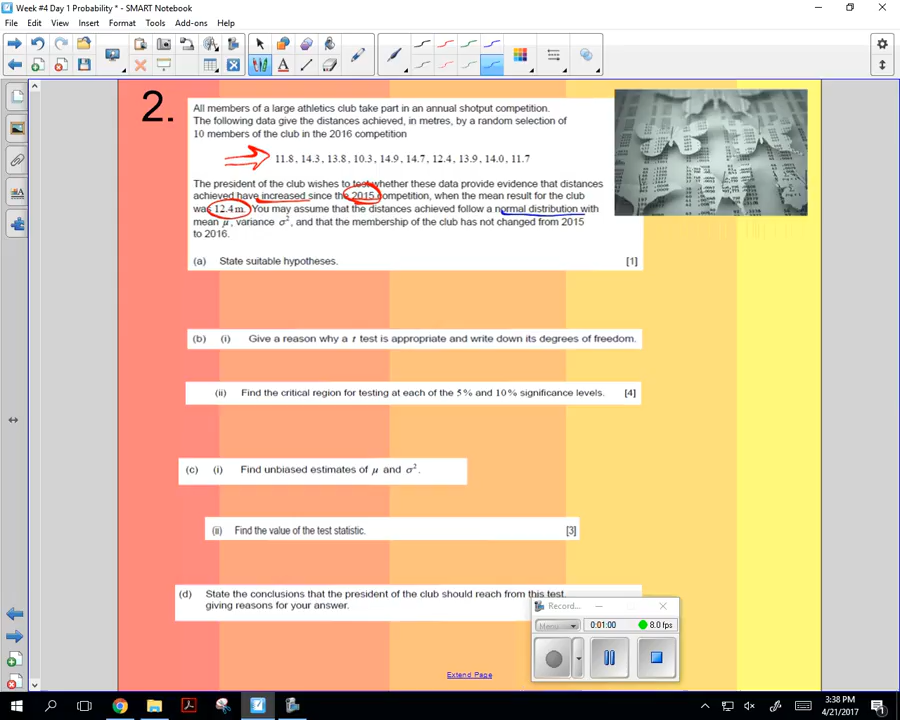 Week #4 Day 1 Probability * - SMART Notebook
File Edit View Insert Format Tools Add-ons Help
2.
All members of a large athletics club take part in an annual shotput competition.
The following data give the distances achieved, in metres, by a random selection of
10 members of the club in the 2016 competition
11.8, 14.3, 13.8, 10.3, 14.9, 14.7, 12.4, 13.9, 14.0, 11.7
The president of the club wishes to test whether these data provide evidence that distances
achieved have increased since the 2015 competition, when the mean result for the club
was 12.4 m. You may assume that the distances achieved follow a normal distribution with
mean μ, variance σ², and that the membership of the club has not changed from 2015
to 2016.
(a) State suitable hypotheses. [1]
(b) (i) Give a reason why a t test is appropriate and write down its degrees of freedom.
(ii) Find the critical region for testing at each of the 5% and 10% significance levels. [4]
(c) (i) Find unbiased estimates of μ and σ².
(ii) Find the value of the test statistic. [3]
(d) State the conclusions that the president of the club should reach from this test,
giving reasons for your answer.
Record...
Menu 0:01:00 8.0 fps
Extend Page
3:38 PM
4/21/2017